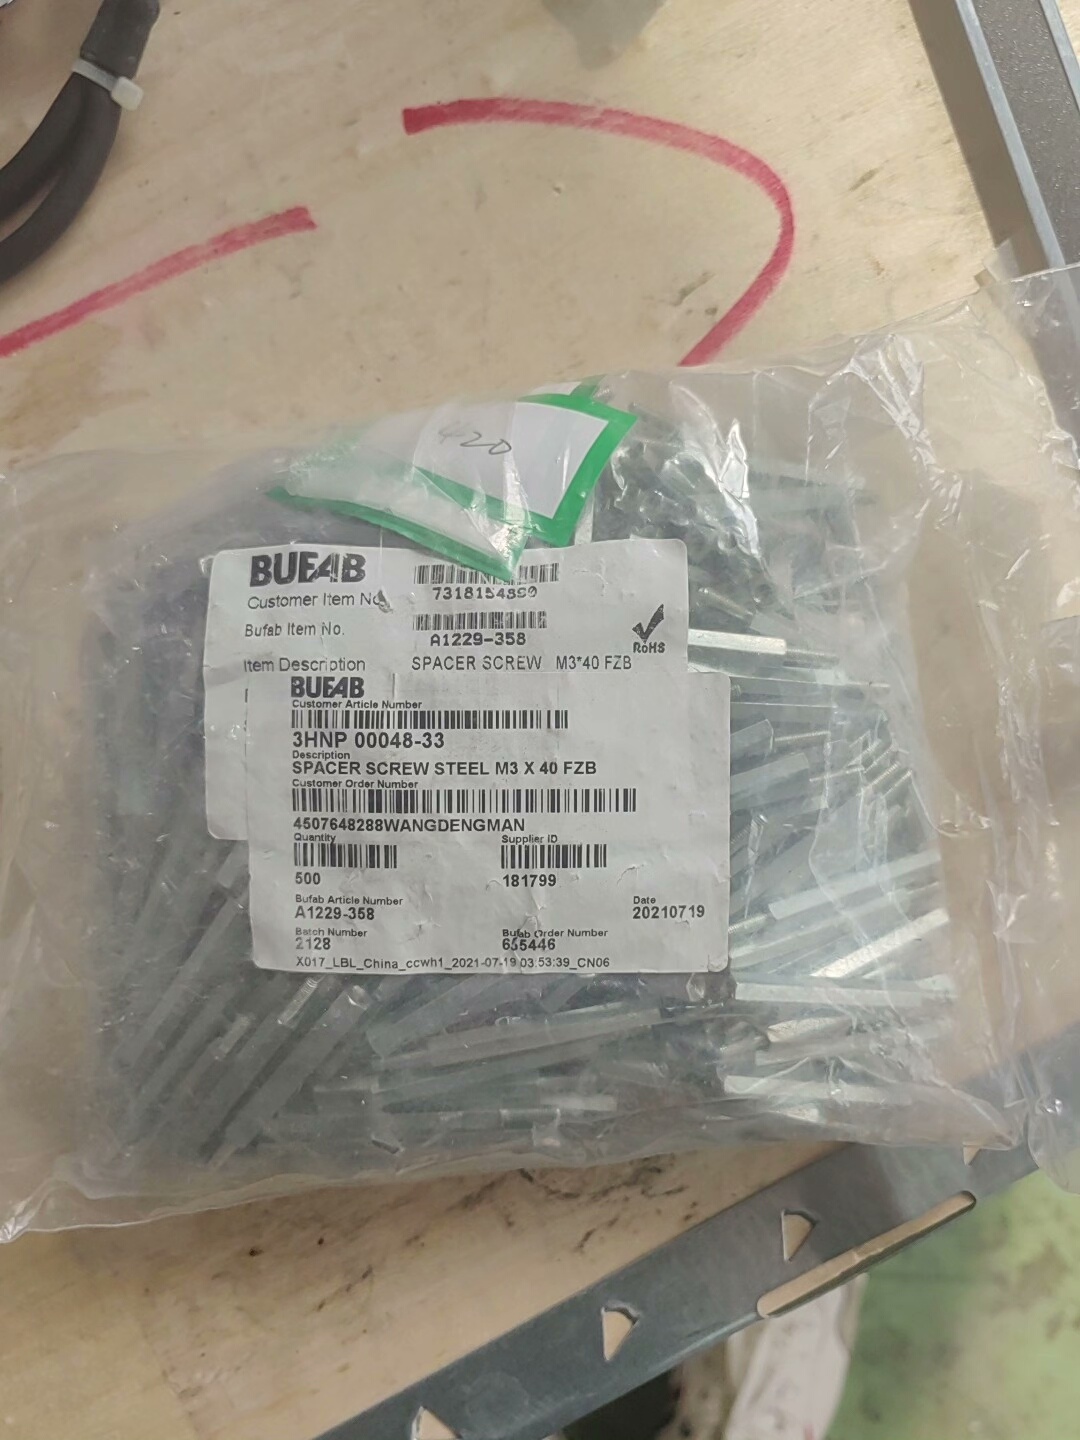 420
BUFAB
Customer Item No.
7318154890
Bufab Item No.
A1229-358
RoHS
Item Description
SPACER SCREW M3*40 FZB
BUFAB
Customer Article Number
3HNP 00048-33
Description
SPACER SCREW STEEL M3 X 40 FZB
Customer Order Number
4507648288WANGDENGMAN
Quantity Supplier ID
500 181799
Bufab Article Number Date
A1229-358 20210719
Batch Number Bufab Order Number
2128 655446
X017_LBL_China_ccwh1_2021-07-19 03:53:39_CN06